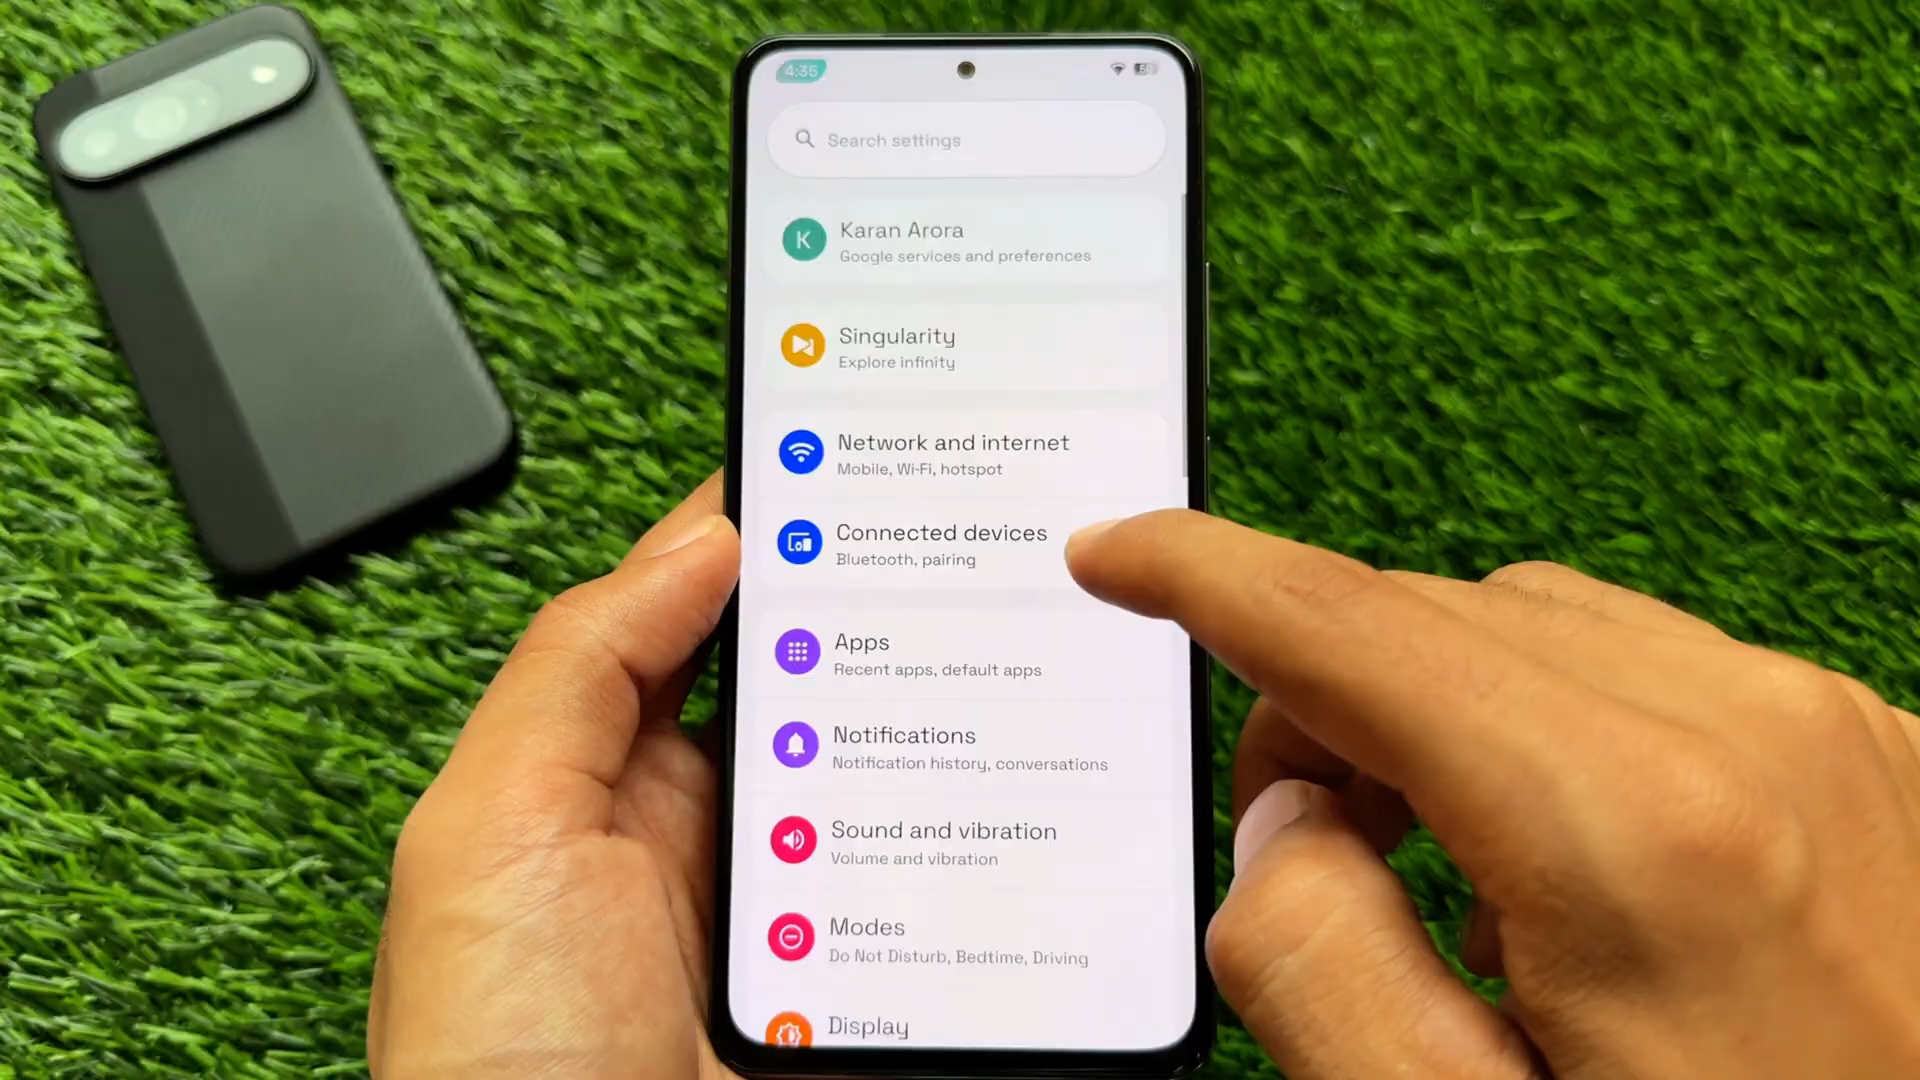 4:35
Search settings
K
Karan Arora
Google services and preferences
Singularity
Explore infinity
Network and internet
Mobile, Wi-Fi, hotspot
Connected devices
Bluetooth, pairing
Apps
Recent apps, default apps
Notifications
Notification history, conversations
Sound and vibration
Volume and vibration
Modes
Do Not Disturb, Bedtime, Driving
Display